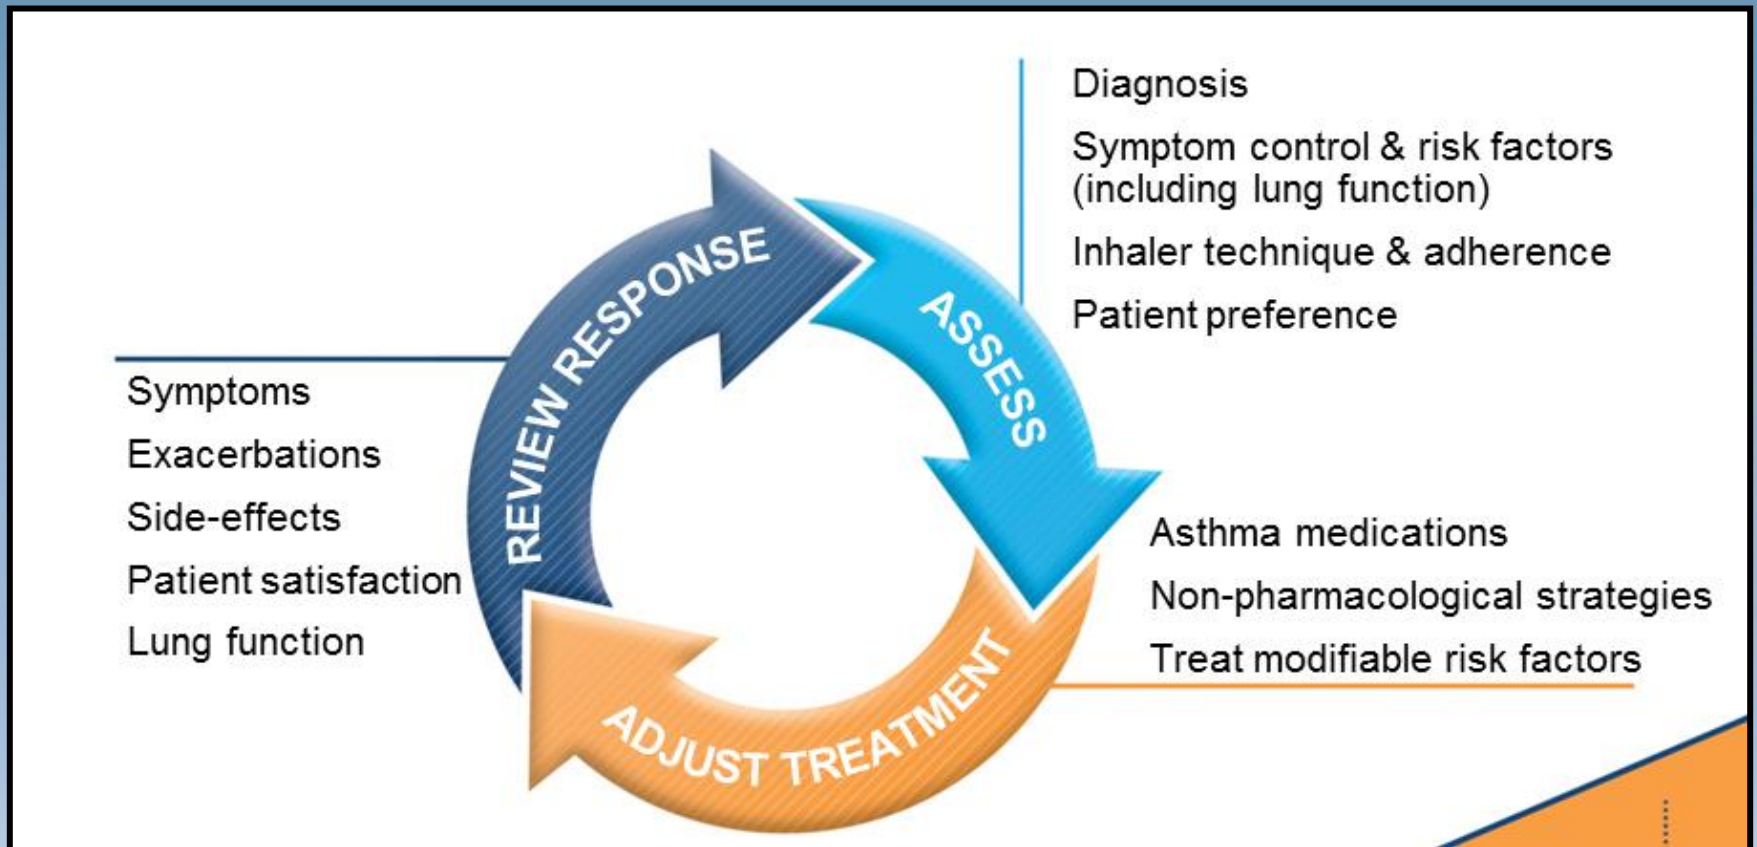 Diagnosis
Symptom control & risk factors
(including lung function)
Inhaler technique & adherence
Patient preference
REVIEW RESPONSE
ASSESS
Symptoms
Exacerbations
Side-effects
Patient satisfaction
Lung function
Asthma medications
Non-pharmacological strategies
Treat modifiable risk factors
ADJUST TREATMENT